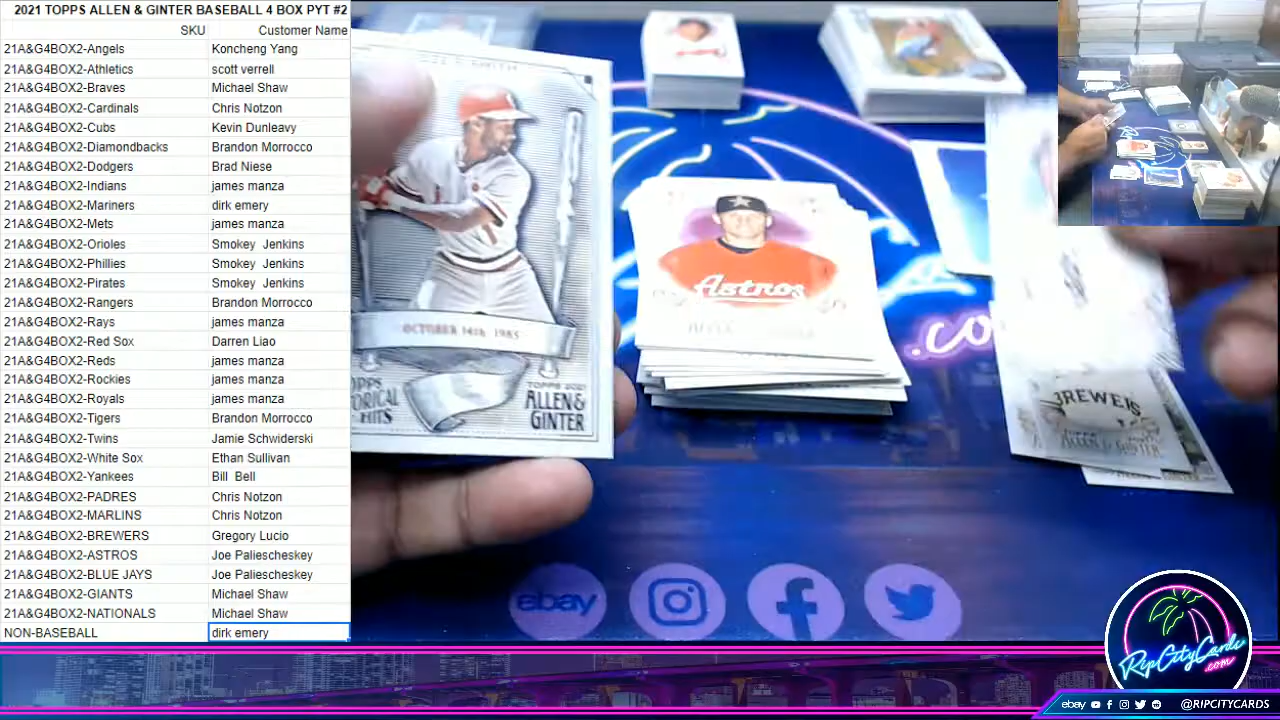 2021 TOPPS ALLEN & GINTER BASEBALL 4 BOX PYT #2
SKU Customer Name
21A&G4BOX2-Angels Koncheng Yang
21A&G4BOX2-Athletics scott verrell
21A&G4BOX2-Braves Michael Shaw
21A&G4BOX2-Cardinals Chris Notzon
21A&G4BOX2-Cubs Kevin Dunleavy
21A&G4BOX2-Diamondbacks Brandon Morrocco
21A&G4BOX2-Dodgers Brad Niese
21A&G4BOX2-Indians james manza
21A&G4BOX2-Mariners dirk emery
21A&G4BOX2-Mets james manza
21A&G4BOX2-Orioles Smokey Jenkins
21A&G4BOX2-Phillies Smokey Jenkins
21A&G4BOX2-Pirates Smokey Jenkins
21A&G4BOX2-Rangers Brandon Morrocco
21A&G4BOX2-Rays james manza
21A&G4BOX2-Red Sox Darren Liao
21A&G4BOX2-Reds james manza
21A&G4BOX2-Rockies james manza
21A&G4BOX2-Royals james manza
21A&G4BOX2-Tigers Brandon Morrocco
21A&G4BOX2-Twins Jamie Schwiderski
21A&G4BOX2-White Sox Ethan Sullivan
21A&G4BOX2-Yankees Bill Bell
21A&G4BOX2-PADRES Chris Notzon
21A&G4BOX2-MARLINS Chris Notzon
21A&G4BOX2-BREWERS Gregory Lucio
21A&G4BOX2-ASTROS Joe Paliescheskey
21A&G4BOX2-BLUE JAYS Joe Paliescheskey
21A&G4BOX2-GIANTS Michael Shaw
21A&G4BOX2-NATIONALS Michael Shaw
NON-BASEBALL dirk emery
OCTOBER 14th, 1985
HITS
TOPPS 2021
ALLEN &
GINTER
Astros
.co
BREWERS
ebay
RipCityCards
.com
ebay @RIPCITYCARDS